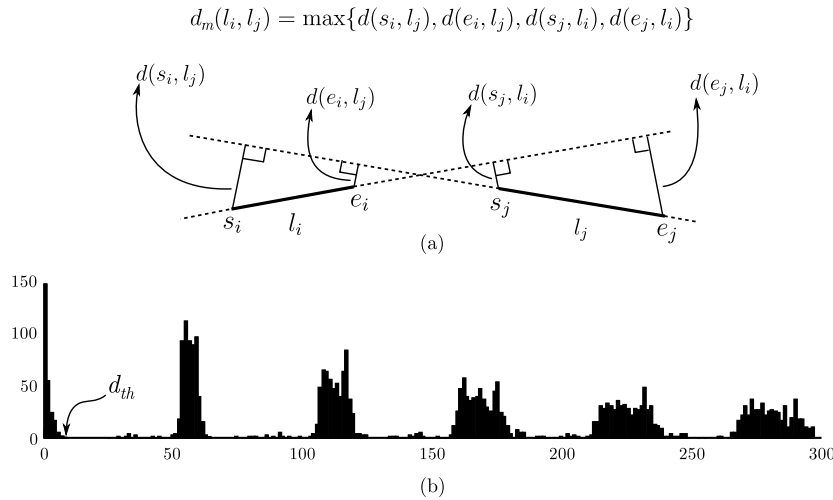 d_m(l_i, l_j) = max{d(s_i, l_j), d(e_i, l_j), d(s_j, l_i), d(e_j, l_i)}
d(s_i, l_j)
d(e_i, l_j)
d(s_j, l_i)
d(e_j, l_i)
s_i
l_i
e_i
s_j
l_j
e_j
(a)
150
100
50
0
d_th
0 50 100 150 200 250 300
(b)